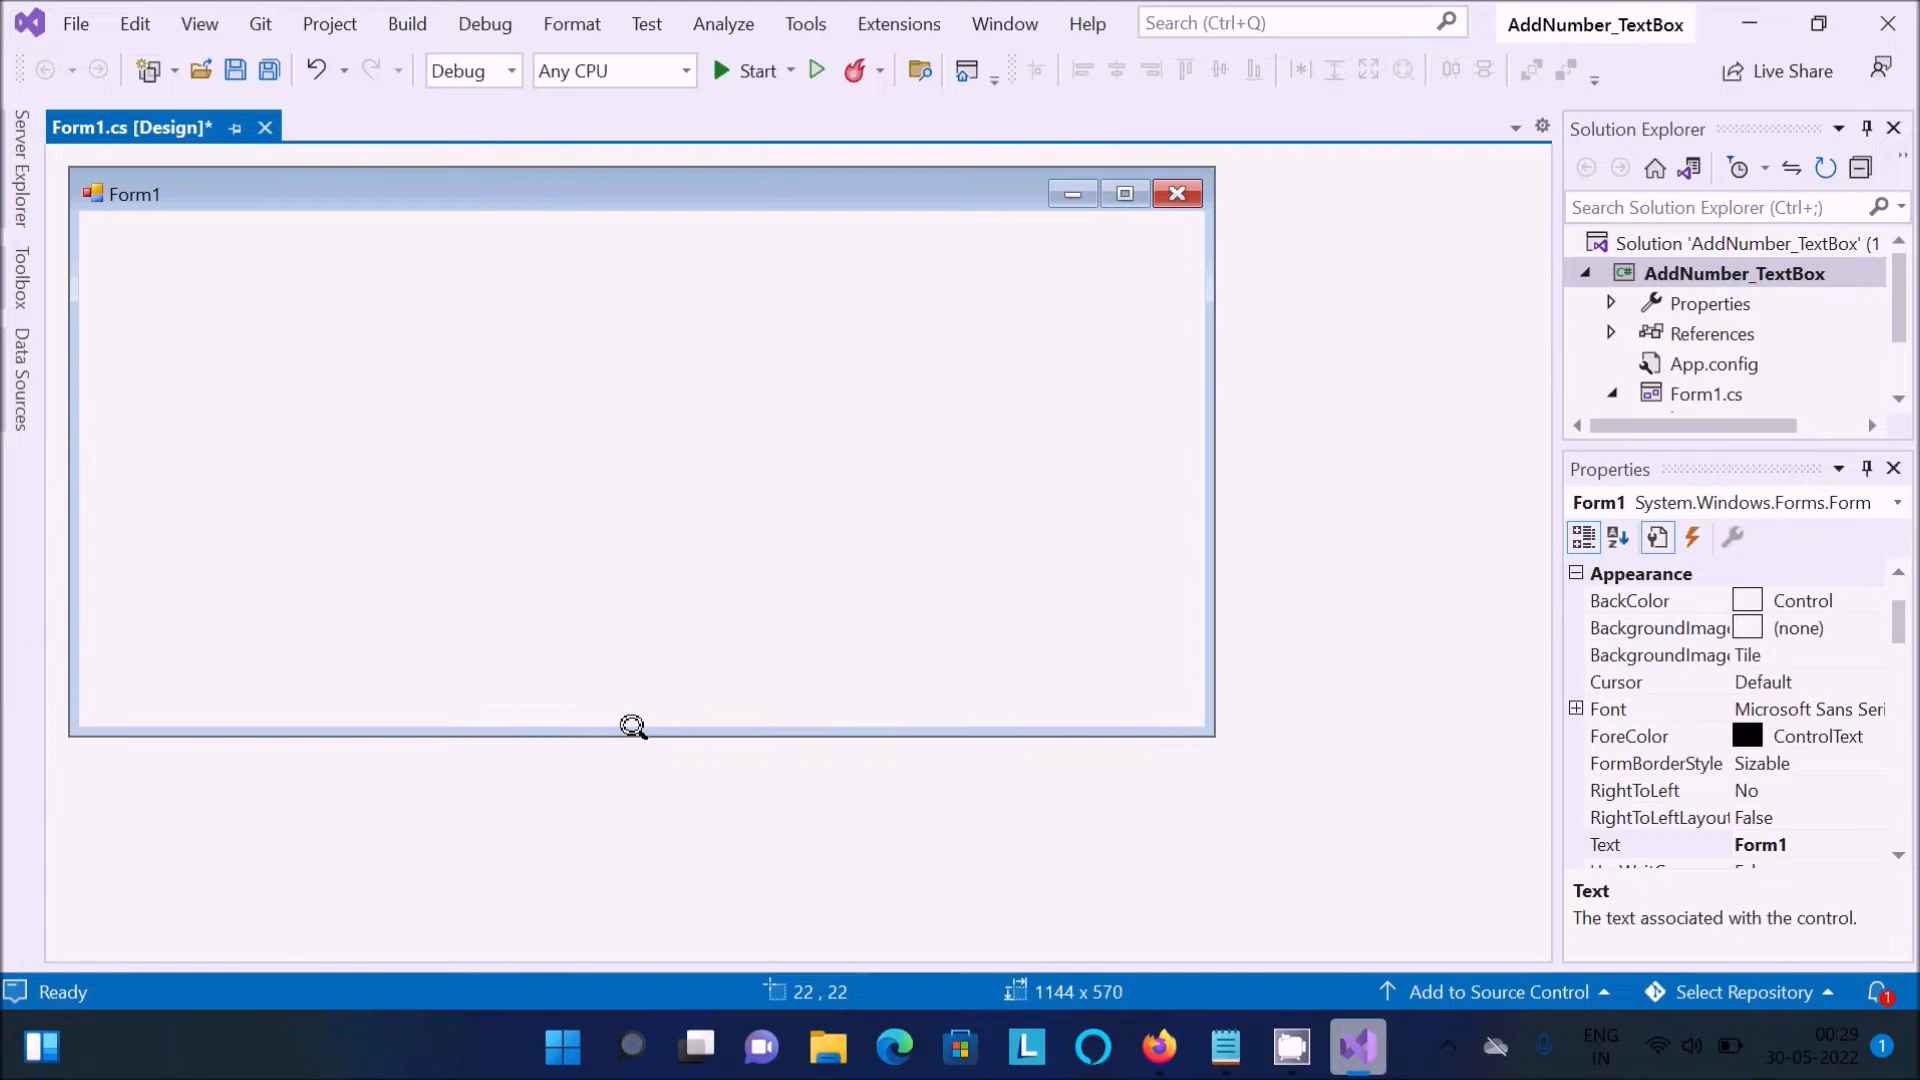 File Edit View Git Project Build Debug Format Test Analyze Tools Extensions Window Help Search (Ctrl+Q) AddNumber_TextBox
Debug Any CPU Start Live Share
Server Explorer
Toolbox
Data Sources
Form1.cs [Design]*
Form1
Solution Explorer
Search Solution Explorer (Ctrl+;)
Solution 'AddNumber_TextBox' (1
C# AddNumber_TextBox
Properties
References
App.config
Form1.cs
Properties
Form1 System.Windows.Forms.Form
Appearance
BackColor Control
BackgroundImag (none)
BackgroundImag Tile
Cursor Default
Font Microsoft Sans Seri
ForeColor ControlText
FormBorderStyle Sizable
RightToLeft No
RightToLeftLayout False
Text Form1
Text
The text associated with the control.
Ready 22 , 22 1144 x 570 Add to Source Control Select Repository 1
L
ENG
IN
00:29
30-05-2022
1